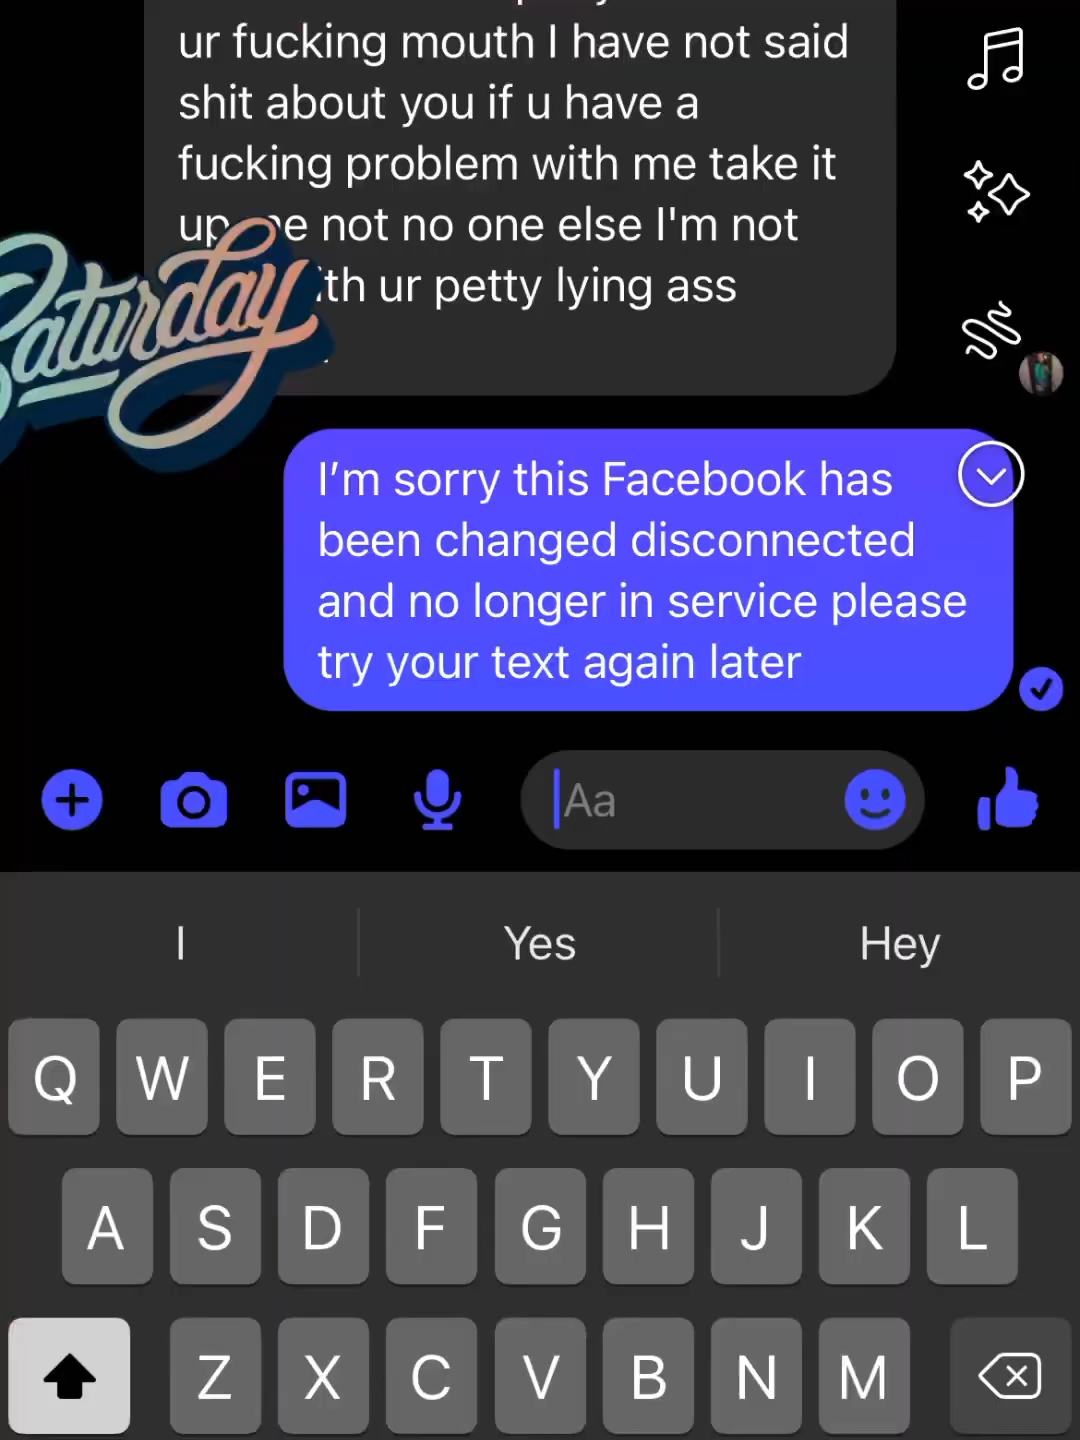 ur fucking mouth I have not said
shit about you if u have a
fucking problem with me take it
up not no one else I'm not
ur petty lying ass
Saturday
I'm sorry this Facebook has
been changed disconnected
and no longer in service please
try your text again later
Aa
I Yes Hey
Q W E R T Y U I O P
A S D F G H J K L
Z X C V B N M